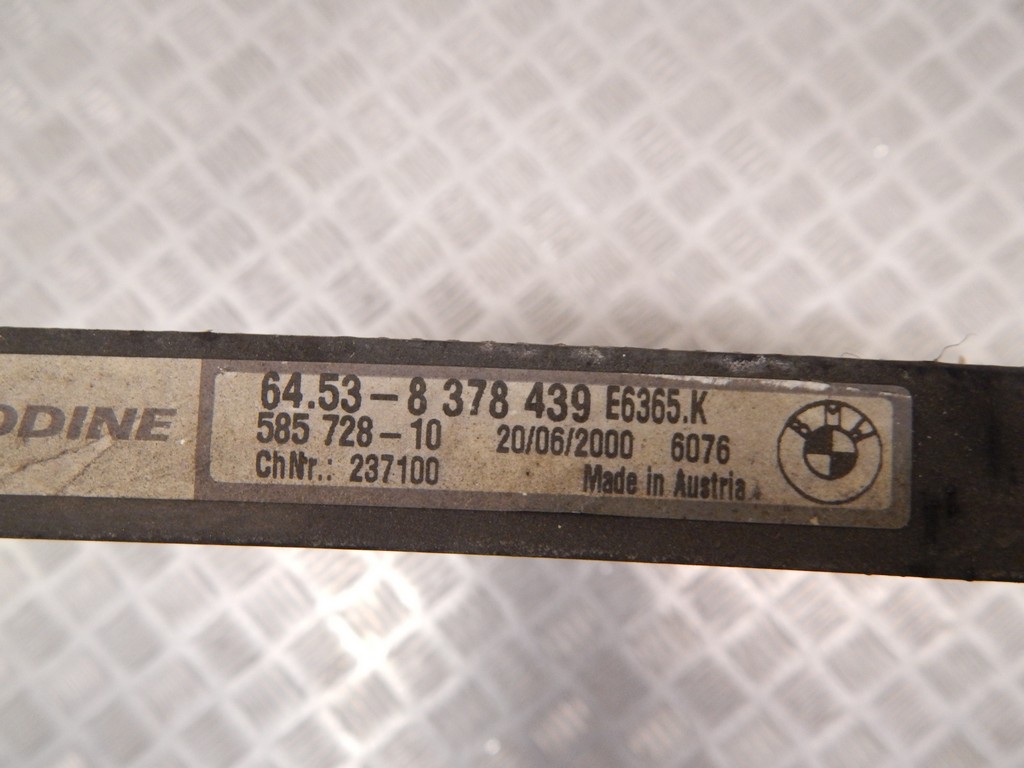 ODINE
64.53-8 378 439 E6365.K
585 728-10 20/06/2000 6076
ChNr.: 237100 Made in Austria
BMW